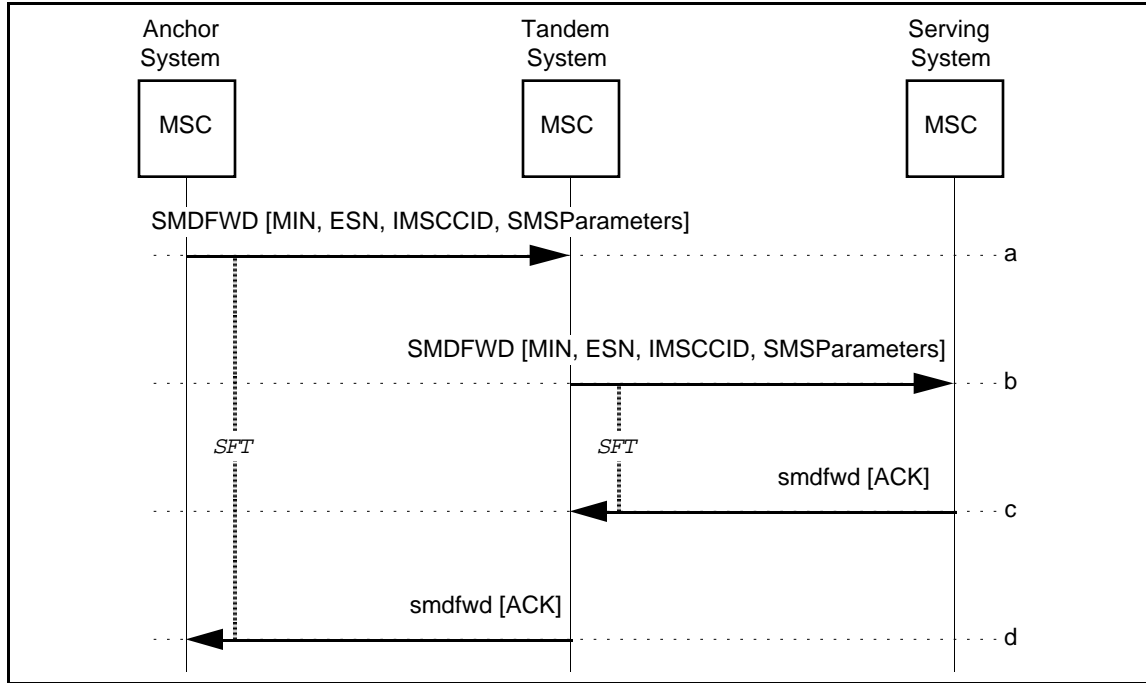 Anchor
System
Tandem
System
Serving
System
MSC
MSC
MSC
SMDFWD [MIN, ESN, IMSCCID, SMSParameters]
a
SMDFWD [MIN, ESN, IMSCCID, SMSParameters]
b
SFT
SFT
smdfwd [ACK]
c
smdfwd [ACK]
d